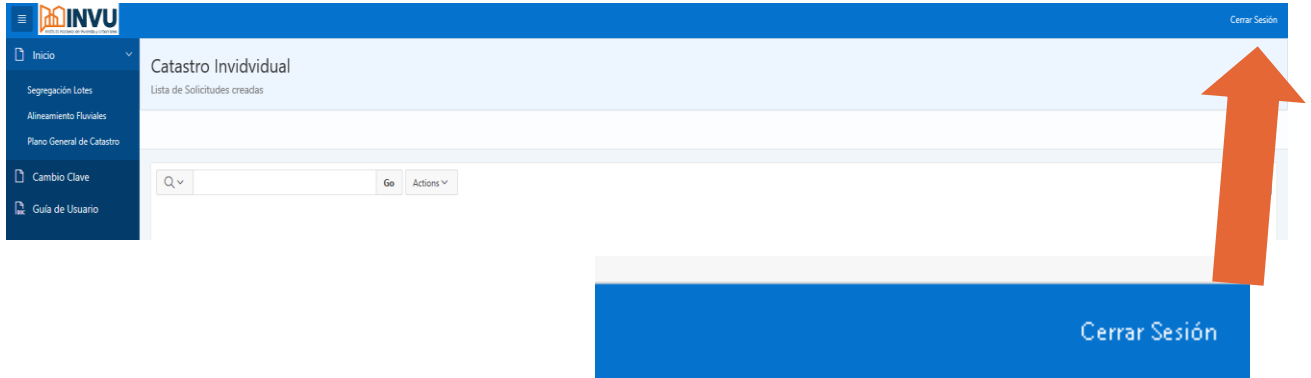 INVU
Cerrar Sesión
Inicio
Catastro Invidvidual
Segregación Lotes
Lista de Solicitudes creadas
Alineamiento Fluviales
Plano General de Catastro
Cambio Clave
Go
Actions
Guía de Usuario
Cerrar Sesión